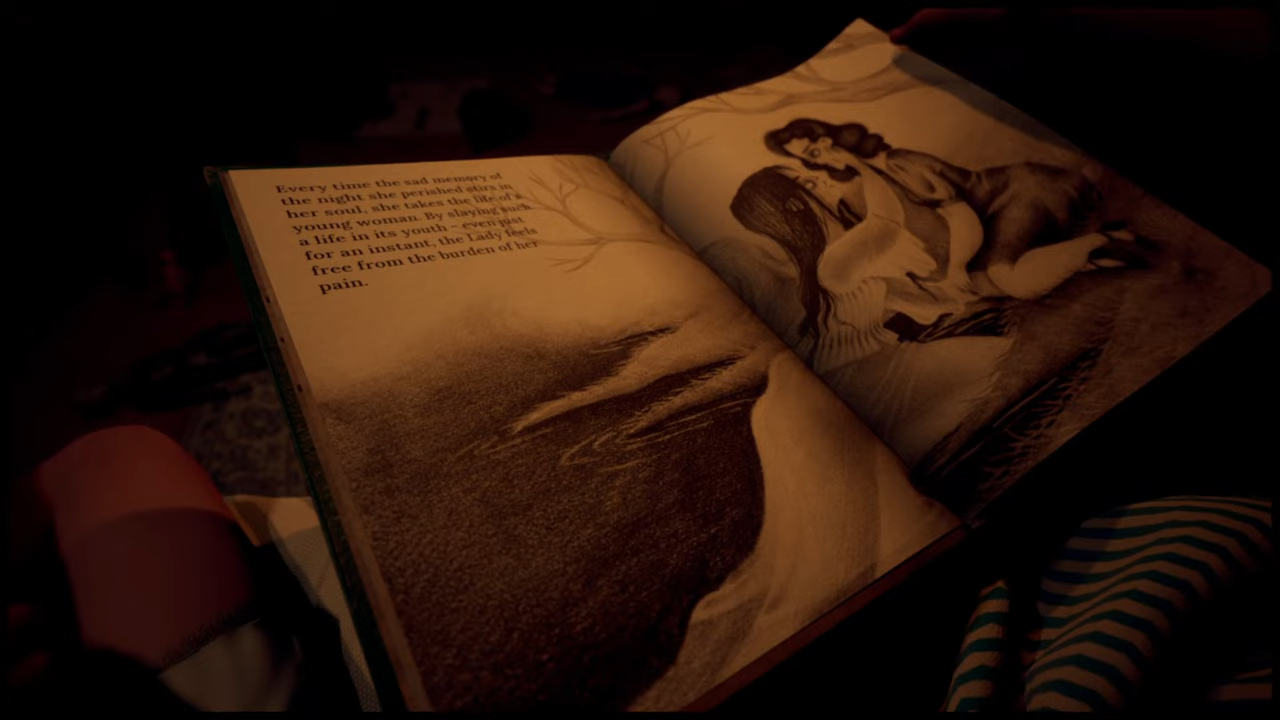 Every time the sad memory of
the night she perished stirs in
her soul, she takes the life of a
young woman. By slaying such
a life in its youth – even just
for an instant, the Lady feels
free from the burden of her
pain.